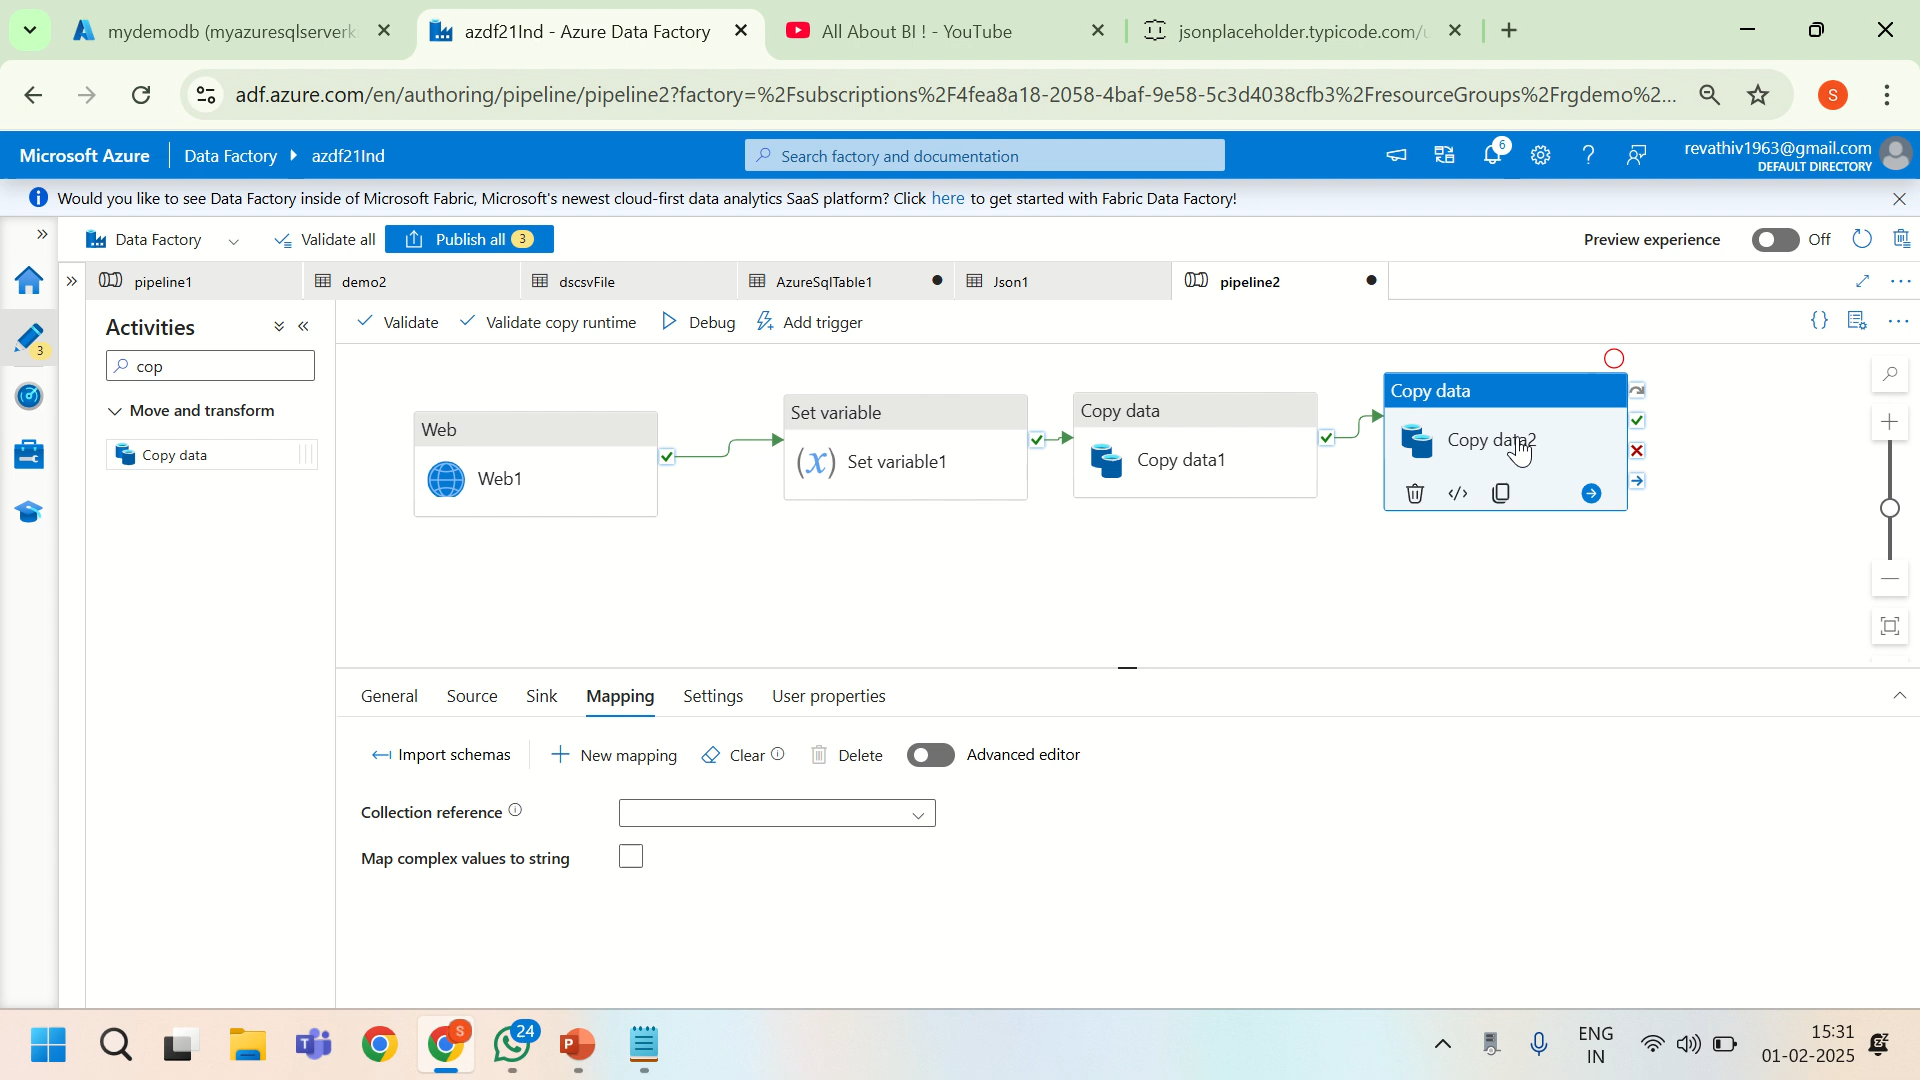 mydemodb (myazuresqlserverk
azdf21Ind - Azure Data Factory
All About BI ! - YouTube
jsonplaceholder.typicode.com/u
adf.azure.com/en/authoring/pipeline/pipeline2?factory=%2Fsubscriptions%2F4fea8a18-2058-4baf-9e58-5c3d4038cfb3%2FresourceGroups%2Frgdemo%2...
S
Microsoft Azure
Data Factory
azdf21Ind
Search factory and documentation
6
revathiv1963@gmail.com
DEFAULT DIRECTORY
Would you like to see Data Factory inside of Microsoft Fabric, Microsoft's newest cloud-first data analytics SaaS platform? Click here to get started with Fabric Data Factory!
Data Factory
Validate all
Publish all 3
Preview experience
Off
pipeline1
demo2
dscsvFile
AzureSqlTable1
Json1
pipeline2
Activities
Validate
Validate copy runtime
Debug
Add trigger
3
cop
Move and transform
Copy data
Web
Web1
Set variable
(x) Set variable1
Copy data
Copy data1
Copy data
Copy data2
General
Source
Sink
Mapping
Settings
User properties
Import schemas
New mapping
Clear
Delete
Advanced editor
Collection reference
Map complex values to string
S
24
P
ENG
IN
15:31
01-02-2025